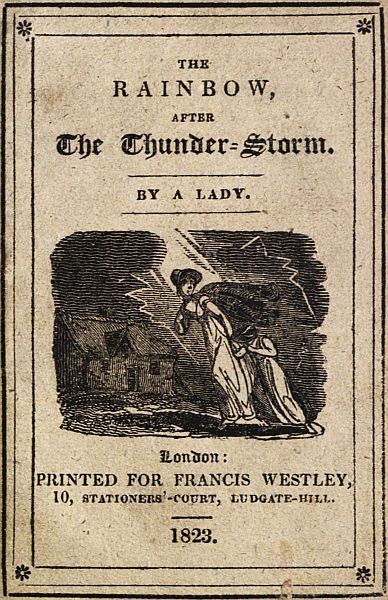 THE
RAINBOW,
AFTER
The Thunder=Storm.
BY A LADY.
London:
PRINTED FOR FRANCIS WESTLEY,
10, STATIONERS'-COURT, LUDGATE-HILL.
1823.